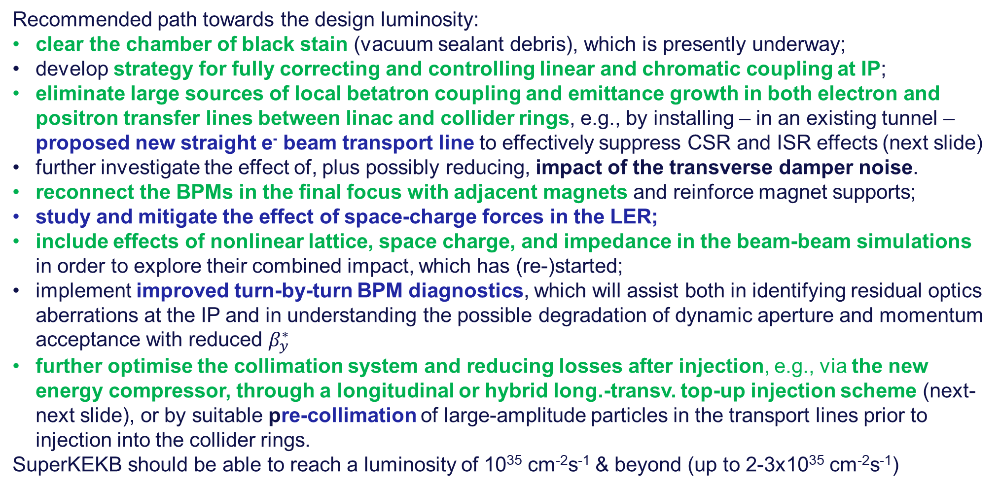 Recommended path towards the design luminosity:
• clear the chamber of black stain (vacuum sealant debris), which is presently underway;
• develop strategy for fully correcting and controlling linear and chromatic coupling at IP;
• eliminate large sources of local betatron coupling and emittance growth in both electron and
positron transfer lines between linac and collider rings, e.g., by installing – in an existing tunnel –
proposed new straight e⁻ beam transport line to effectively suppress CSR and ISR effects (next slide)
• further investigate the effect of, plus possibly reducing, impact of the transverse damper noise.
• reconnect the BPMs in the final focus with adjacent magnets and reinforce magnet supports;
• study and mitigate the effect of space-charge forces in the LER;
• include effects of nonlinear lattice, space charge, and impedance in the beam-beam simulations
in order to explore their combined impact, which has (re-)started;
• implement improved turn-by-turn BPM diagnostics, which will assist both in identifying residual optics
aberrations at the IP and in understanding the possible degradation of dynamic aperture and momentum
acceptance with reduced $\beta_y^*$
• further optimise the collimation system and reducing losses after injection, e.g., via the new
energy compressor, through a longitudinal or hybrid long.-transv. top-up injection scheme (next-
next slide), or by suitable pre-collimation of large-amplitude particles in the transport lines prior to
injection into the collider rings.
SuperKEKB should be able to reach a luminosity of 10³⁵ cm⁻²s⁻¹ & beyond (up to 2-3x10³⁵ cm⁻²s⁻¹)